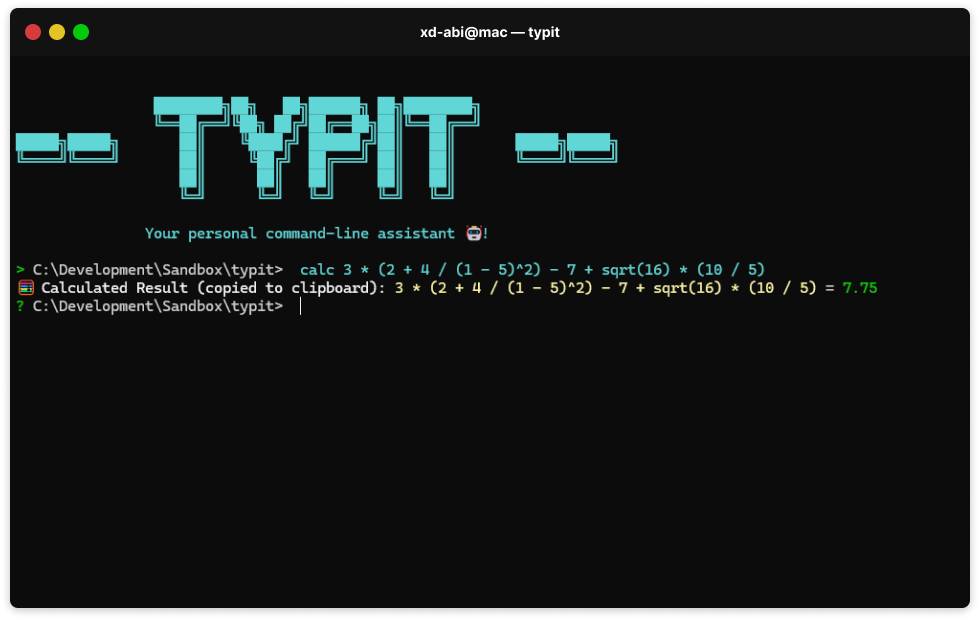 xd-abi@mac — typit
-- TYPIT --
Your personal command-line assistant 🤖!
> C:\Development\Sandbox\typit> calc 3 * (2 + 4 / (1 - 5)^2) - 7 + sqrt(16) * (10 / 5)
🧮 Calculated Result (copied to clipboard): 3 * (2 + 4 / (1 - 5)^2) - 7 + sqrt(16) * (10 / 5) = 7.75
? C:\Development\Sandbox\typit>